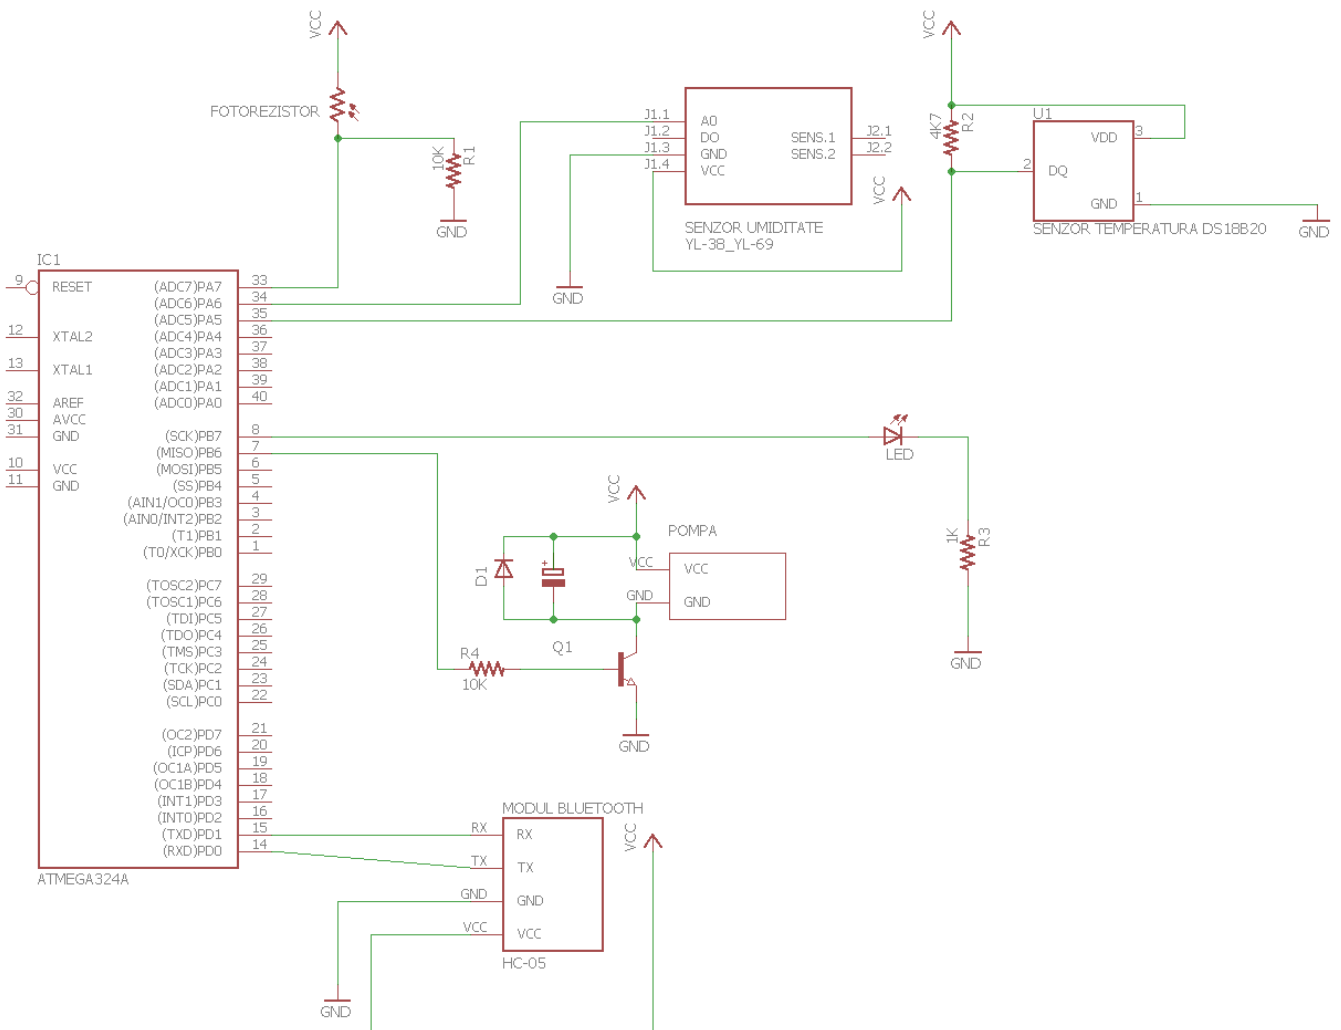 VCC
FOTOREZISTOR
10K
R1
GND
J1.1
J1.2
J1.3
J1.4
A0
DO
GND
VCC
SENS.1
SENS.2
J2.1
J2.2
SENZOR UMIDITATE
YL-38_YL-69
GND
VCC
VCC
4K7
R2
U1
VDD
3
2
DQ
GND
1
SENZOR TEMPERATURA DS18B20
GND
IC1
9 RESET
12 XTAL2
13 XTAL1
32 AREF
30 AVCC
31 GND
10 VCC
11 GND
(ADC7)PA7 33
(ADC6)PA6 34
(ADC5)PA5 35
(ADC4)PA4 36
(ADC3)PA3 37
(ADC2)PA2 38
(ADC1)PA1 39
(ADC0)PA0 40
(SCK)PB7 8
(MISO)PB6 7
(MOSI)PB5 6
(SS)PB4 5
(AIN1/OC0)PB3 4
(AIN0/INT2)PB2 3
(T1)PB1 2
(T0/XCK)PB0 1
(TOSC2)PC7 29
(TOSC1)PC6 28
(TDI)PC5 27
(TDO)PC4 26
(TMS)PC3 25
(TCK)PC2 24
(SDA)PC1 23
(SCL)PC0 22
(OC2)PD7 21
(ICP)PD6 20
(OC1A)PD5 19
(OC1B)PD4 18
(INT1)PD3 17
(INT0)PD2 16
(TXD)PD1 15
(RXD)PD0 14
ATMEGA324A
LED
1K
R3
GND
VCC
POMPA
D1
+
VCC VCC
GND GND
Q1
R4
10K
GND
MODUL BLUETOOTH
RX RX
TX TX
GND GND
VCC VCC
HC-05
VCC
GND